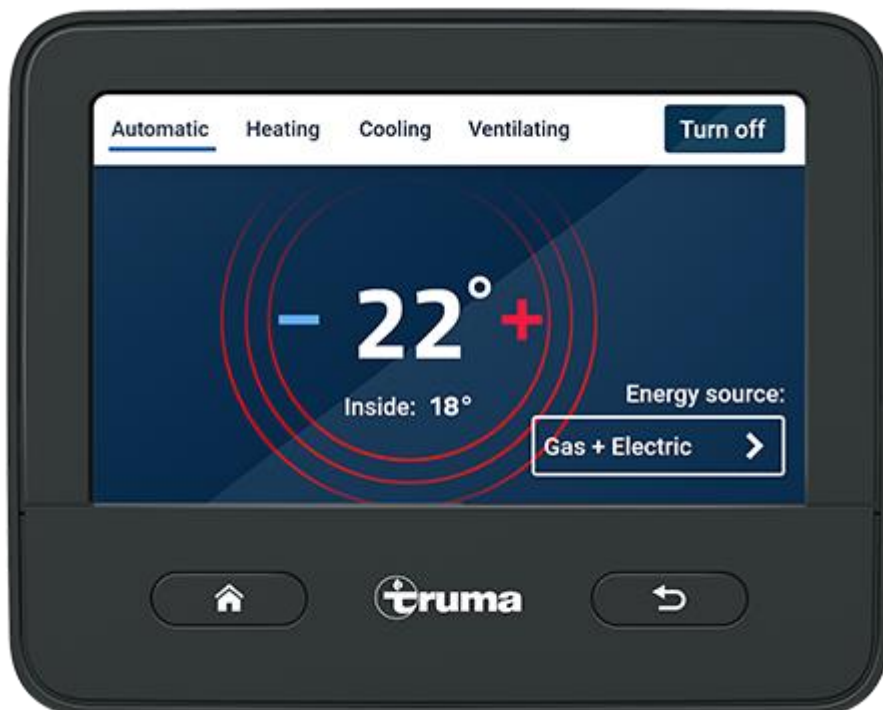 Automatic Heating Cooling Ventilating Turn off
22°
Inside: 18°
Energy source:
Gas + Electric
truma